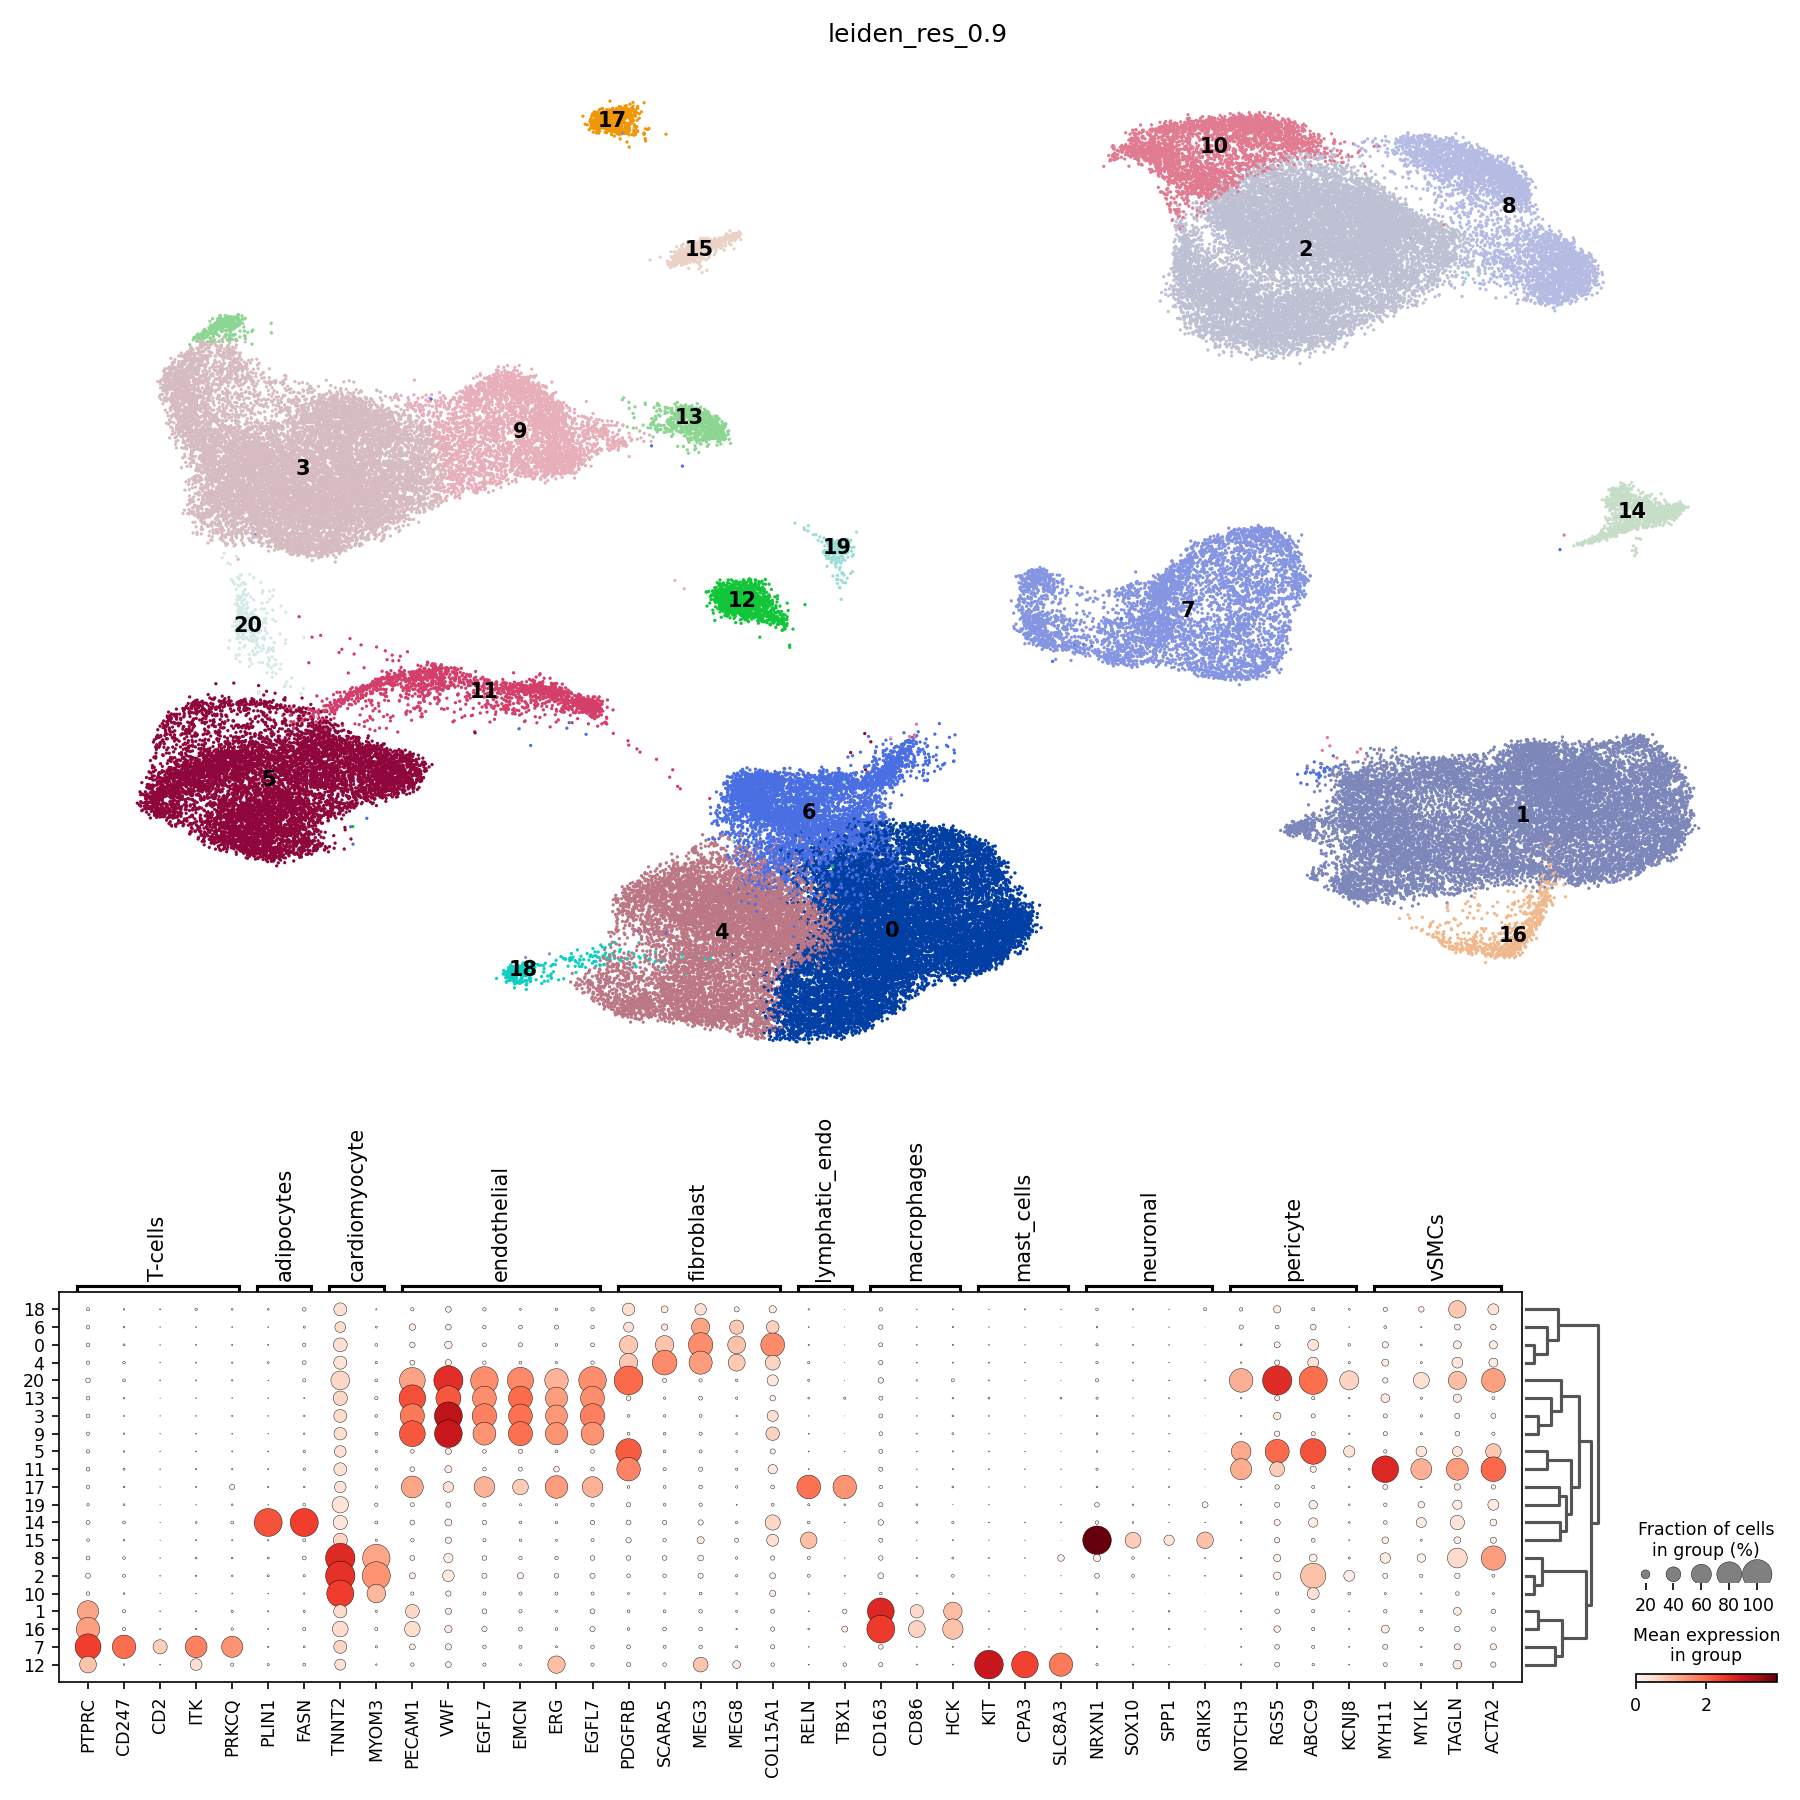 leiden_res_0.9
17
10
15
8
2
13
9
3
14
19
12
7
20
11
5
6
1
4
0
16
18
T-cells
adipocytes
cardiomyocyte
endothelial
fibroblast
lymphatic_endo
macrophages
mast_cells
neuronal
pericyte
vSMCs
18
6
0
4
20
13
3
9
5
11
17
19
14
15
8
2
10
1
16
7
12
PTPRC
CD247
CD2
ITK
PRKCQ
PLIN1
FASN
TNNT2
MYOM3
PECAM1
VWF
EGFL7
EMCN
ERG
EGFL7
PDGFRB
SCARA5
MEG3
MEG8
COL15A1
RELN
TBX1
CD163
CD86
HCK
KIT
CPA3
SLC8A3
NRXN1
SOX10
SPP1
GRIK3
NOTCH3
RGS5
ABCC9
KCNJ8
MYH11
MYLK
TAGLN
ACTA2
Fraction of cells
in group (%)
20 40 60 80 100
Mean expression
in group
0 2